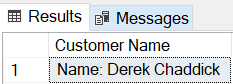 Results Messages
Customer Name
1 Name: Derek Chaddick